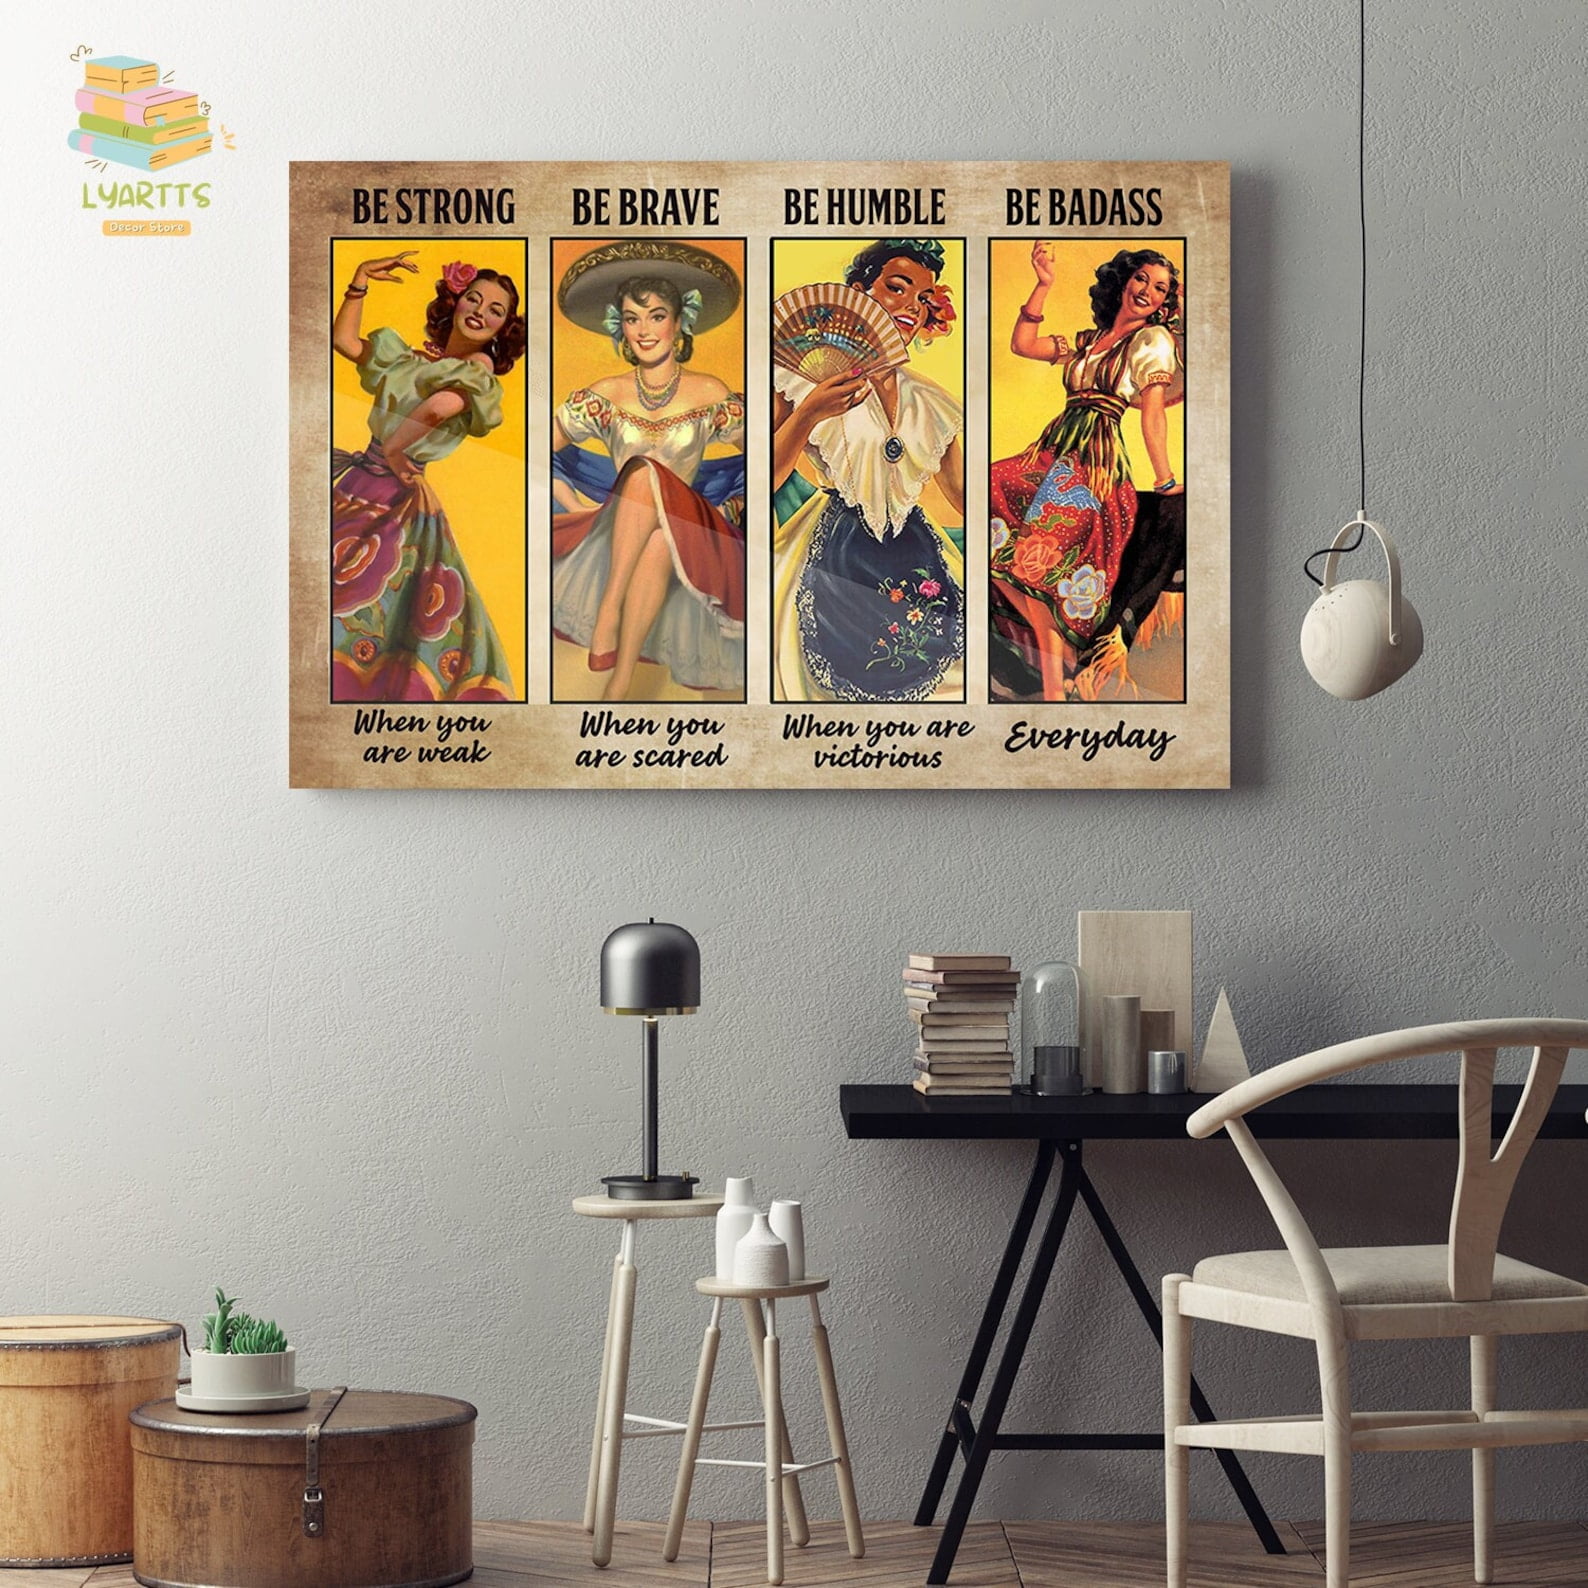 LYARTTS
Decor Store
BE STRONG
When you
are weak
BE BRAVE
When you
are scared
BE HUMBLE
When you are
victorious
BE BADASS
Everyday